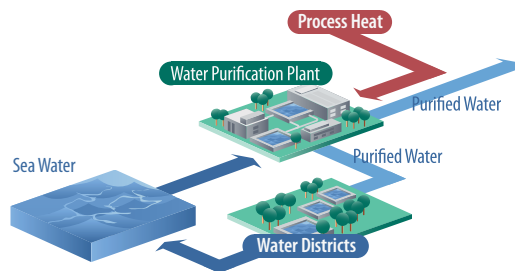 Process Heat
Water Purification Plant
Purified Water
Purified Water
Sea Water
Water Districts